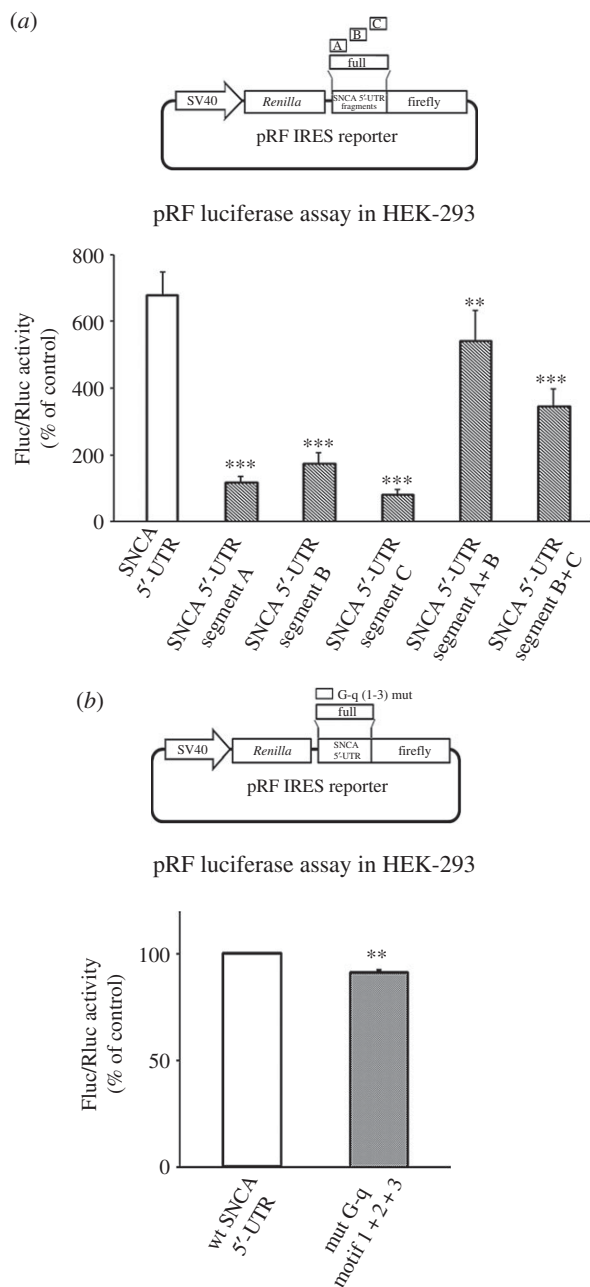 (a)
C
B
A
full
SV40
Renilla
SNCA 5′-UTR
fragments
firefly
pRF IRES reporter
pRF luciferase assay in HEK-293
Fluc/Rluc activity
(% of control)
800
600
400
200
0
***
***
***
**
***
SNCA
5′-UTR
SNCA 5′-UTR
segment A
SNCA 5′-UTR
segment B
SNCA 5′-UTR
segment C
SNCA 5′-UTR
segment A+B
SNCA 5′-UTR
segment B+C
(b)
G-q (1-3) mut
full
SV40
Renilla
SNCA
5′-UTR
firefly
pRF IRES reporter
pRF luciferase assay in HEK-293
Fluc/Rluc activity
(% of control)
100
50
0
**
wt SNCA
5′-UTR
mut G-q
motif 1+2+3